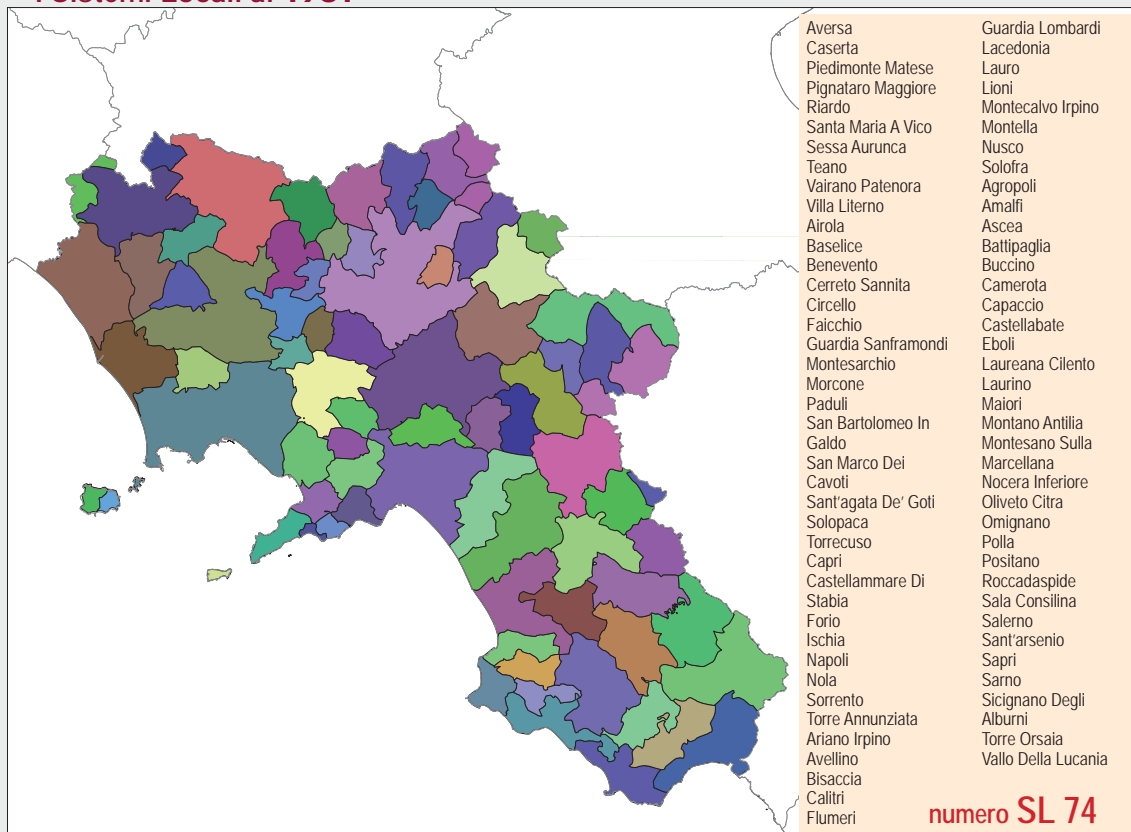 Aversa
Caserta
Piedimonte Matese
Pignataro Maggiore
Riardo
Santa Maria A Vico
Sessa Aurunca
Teano
Vairano Patenora
Villa Literno
Airola
Baselice
Benevento
Cerreto Sannita
Circello
Faicchio
Guardia Sanframondi
Montesarchio
Morcone
Paduli
San Bartolomeo In
Galdo
San Marco Dei
Cavoti
Sant'agata De' Goti
Solopaca
Torrecuso
Capri
Castellammare Di
Stabia
Forio
Ischia
Napoli
Nola
Sorrento
Torre Annunziata
Ariano Irpino
Avellino
Bisaccia
Calitri
Flumeri
Guardia Lombardi
Lacedonia
Lauro
Lioni
Montecalvo Irpino
Montella
Nusco
Solofra
Agropoli
Amalfi
Ascea
Battipaglia
Buccino
Camerota
Capaccio
Castellabate
Eboli
Laureana Cilento
Laurino
Maiori
Montano Antilia
Montesano Sulla
Marcellana
Nocera Inferiore
Oliveto Citra
Omignano
Polla
Positano
Roccadaspide
Sala Consilina
Salerno
Sant'arsenio
Sapri
Sarno
Sicignano Degli
Alburni
Torre Orsaia
Vallo Della Lucania
numero SL 74